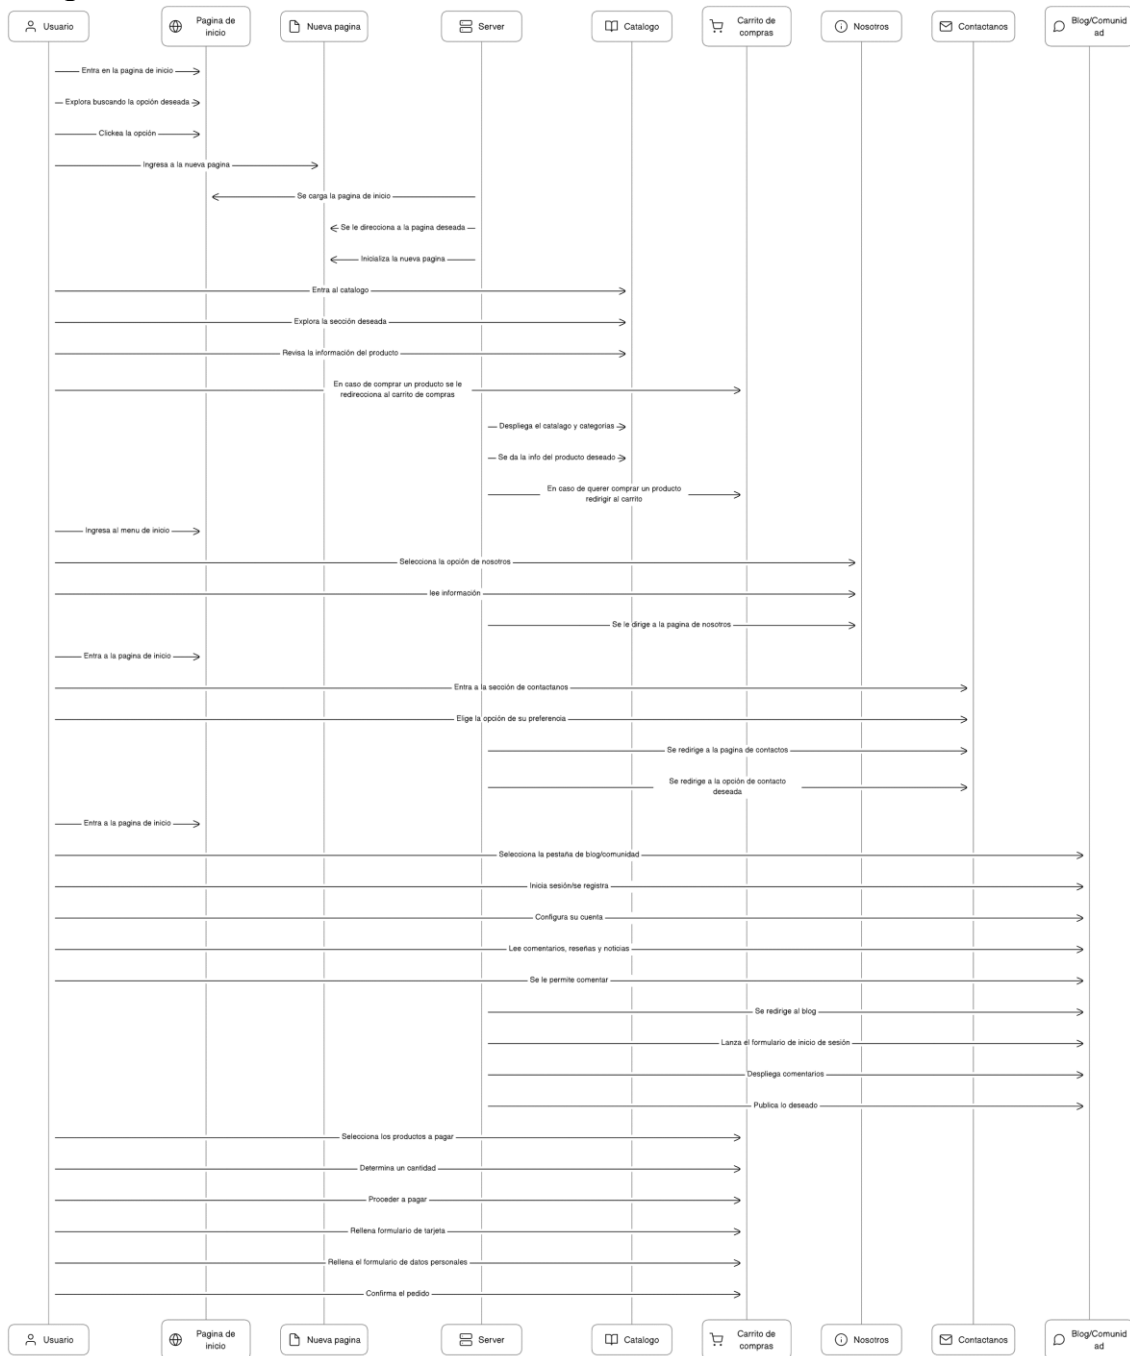 Usuario
Pagina de
inicio
Nueva pagina
Server
Catalogo
Carrito de
compras
Nosotros
Contactanos
Blog/Comunid
ad
Entra en la pagina de inicio
Explora buscando la opción deseada
Clickea la opción
Ingresa a la nueva pagina
Se carga la pagina de inicio
Se le direcciona a la pagina deseada
Inicializa la nueva pagina
Entra al catalogo
Explora la sección deseada
Revisa la información del producto
En caso de comprar un producto se le
redirecciona al carrito de compras
Despliega el catalago y categorias
Se da la info del producto deseado
En caso de querer comprar un producto
redirigir al carrito
Ingresa al menu de inicio
Selecciona la opción de nosotros
lee información
Se le dirige a la pagina de nosotros
Entra a la pagina de inicio
Entra a la sección de contactanos
Elige la opción de su preferencia
Se redirige a la pagina de contactos
Se redirige a la opción de contacto
deseada
Entra a la pagina de inicio
Selecciona la pestaña de blog/comunidad
Inicia sesión/se registra
Configura su cuenta
Lee comentarios, reseñas y noticias
Se le permite comentar
Se redirige al blog
Lanza el formulario de inicio de sesión
Despliega comentarios
Publica lo deseado
Selecciona los productos a pagar
Determina un cantidad
Proceder a pagar
Rellena formulario de tarjeta
Rellena el formulario de datos personales
Confirma el pedido
Usuario
Pagina de
inicio
Nueva pagina
Server
Catalogo
Carrito de
compras
Nosotros
Contactanos
Blog/Comunid
ad